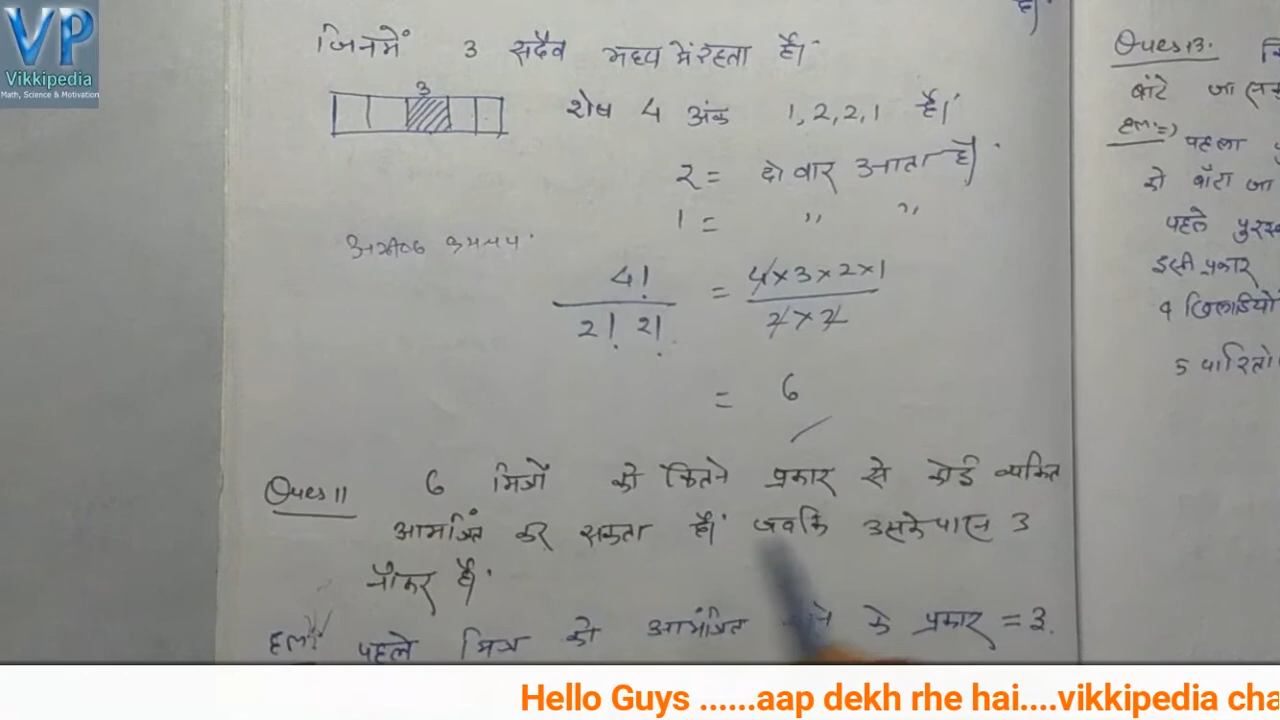 VP
Vikkipedia
Math, Science & Motivation
है।
जिनमें 3 सदैव मध्य में रहता है।
3
शेष 4 अंक 1, 2, 2, 1 है।
2 = दो बार आता है।
1 = " "
अभीष्ट क्रमचय
4! / 2! 2! = 4×3×2×1 / 2×2
= 6
Ques 11 6 मित्रों को कितने प्रकार से कोई व्यक्ति
आमंत्रित कर सकता है। जबकि उसके पास 3
नौकर है।
हल: पहले मित्र को आमंत्रित के प्रकार = 3.
Ques 13.
बांटे जा
हल => पहला
को बाँटा जा
पहले
इसी प्रकार
खिलाडियों
5
Hello Guys ......aap dekh rhe hai....vikkipedia cha